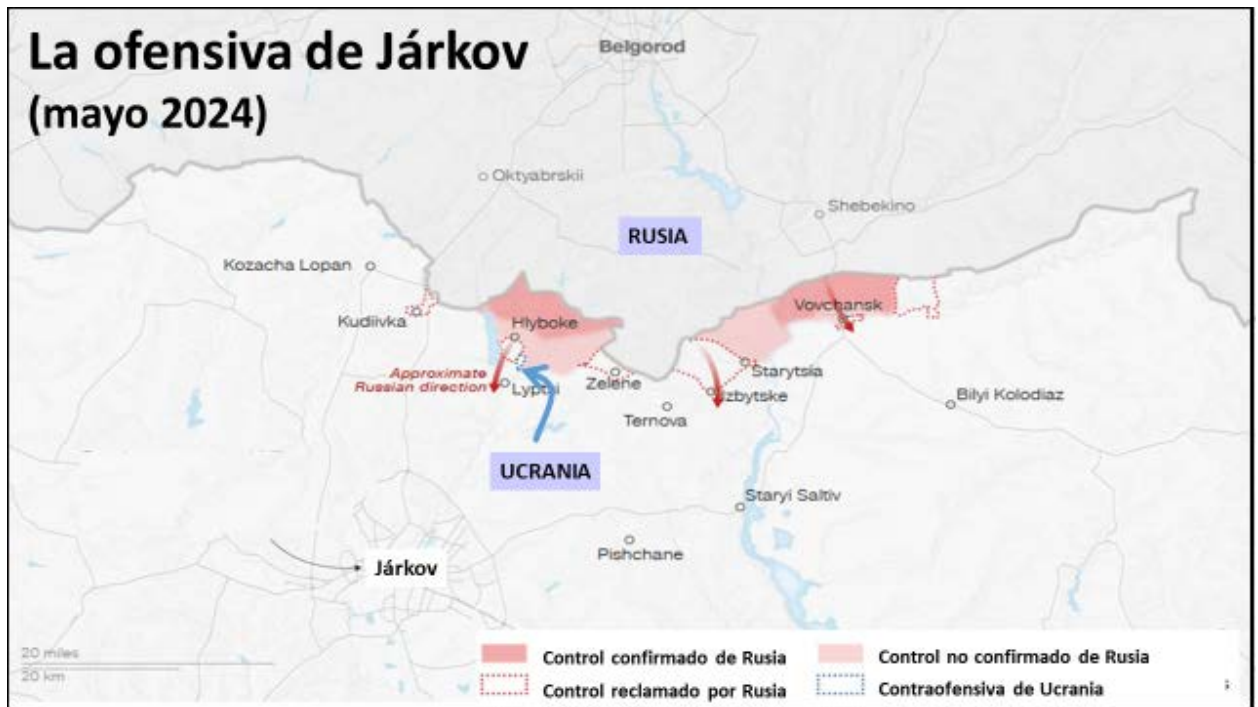 La ofensiva de Járkov
(mayo 2024)
Belgorod
Oktyabrskii
Shebekino
RUSIA
Kozacha Lopan
Vovchansk
Kudiivka
Hlyboke
Approximate
Russian direction
Lyptsi
Zelene
Starytsia
Izbytske
Bilyi Kolodiaz
Ternova
UCRANIA
Staryi Saltiv
Pishchane
Járkov
20 miles
20 km
Control confirmado de Rusia
Control no confirmado de Rusia
Control reclamado por Rusia
Contraofensiva de Ucrania